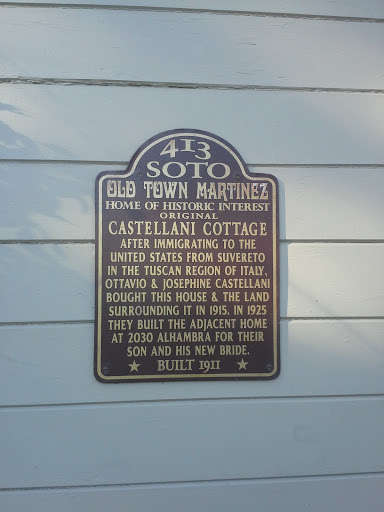 413
SOTO
OLD TOWN MARTINEZ
HOME OF HISTORIC INTEREST
ORIGINAL
CASTELLANI COTTAGE
AFTER IMMIGRATING TO THE
UNITED STATES FROM SUVERETO
IN THE TUSCAN REGION OF ITALY,
OTTAVIO & JOSEPHINE CASTELLANI
BOUGHT THIS HOUSE & THE LAND
SURROUNDING IT IN 1915. IN 1925
THEY BUILT THE ADJACENT HOME
AT 2030 ALHAMBRA FOR THEIR
SON AND HIS NEW BRIDE.
BUILT 1911